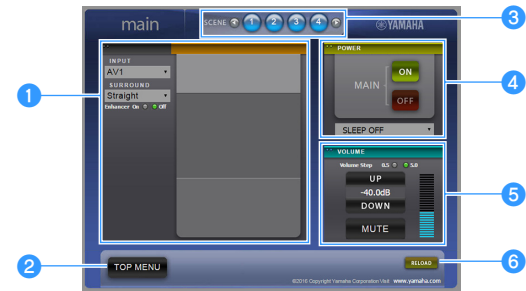 main
SCENE 1 2 3 4
YAMAHA
3
1
INPUT
AV1
SURROUND
Straight
Enhancer On Off
POWER
MAIN
ON
OFF
SLEEP OFF
4
VOLUME
Volume Step 0.5 5.0
UP
-40.0dB
DOWN
MUTE
5
2
TOP MENU
RELOAD
6
©2016 Copyright Yamaha Corporation Visit www.yamaha.com